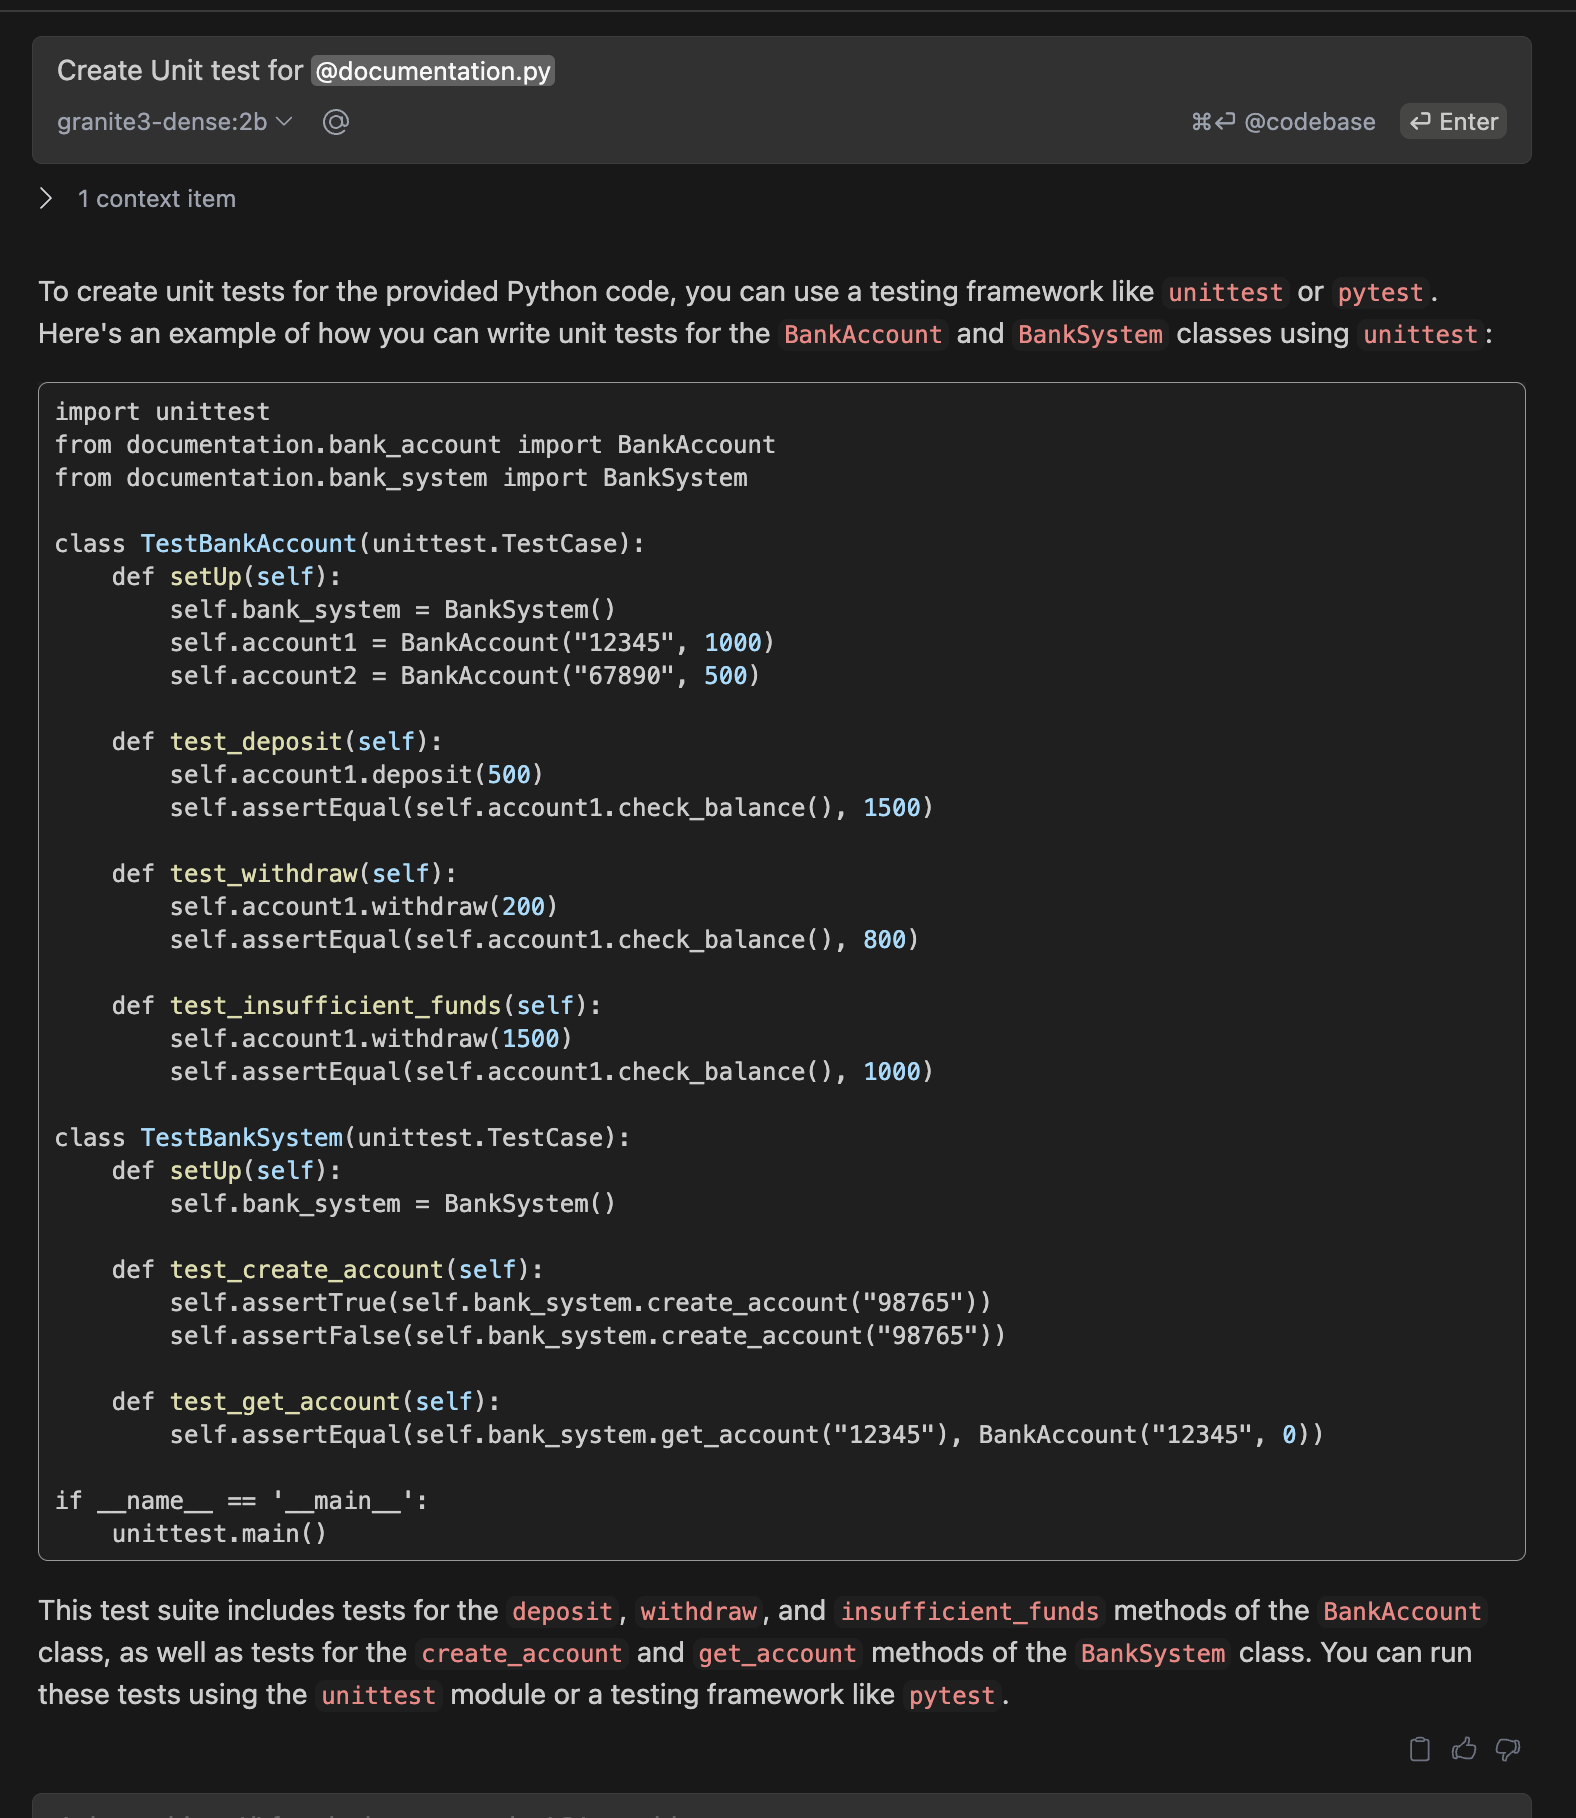 Create Unit test for @documentation.py
granite3-dense:2b @ ⌘⏎ @codebase ⏎ Enter
1 context item
To create unit tests for the provided Python code, you can use a testing framework like unittest or pytest.
Here's an example of how you can write unit tests for the BankAccount and BankSystem classes using unittest:
import unittest
from documentation.bank_account import BankAccount
from documentation.bank_system import BankSystem
class TestBankAccount(unittest.TestCase):
    def setUp(self):
        self.bank_system = BankSystem()
        self.account1 = BankAccount("12345", 1000)
        self.account2 = BankAccount("67890", 500)
    def test_deposit(self):
        self.account1.deposit(500)
        self.assertEqual(self.account1.check_balance(), 1500)
    def test_withdraw(self):
        self.account1.withdraw(200)
        self.assertEqual(self.account1.check_balance(), 800)
    def test_insufficient_funds(self):
        self.account1.withdraw(1500)
        self.assertEqual(self.account1.check_balance(), 1000)
class TestBankSystem(unittest.TestCase):
    def setUp(self):
        self.bank_system = BankSystem()
    def test_create_account(self):
        self.assertTrue(self.bank_system.create_account("98765"))
        self.assertFalse(self.bank_system.create_account("98765"))
    def test_get_account(self):
        self.assertEqual(self.bank_system.get_account("12345"), BankAccount("12345", 0))
if __name__ == '__main__':
    unittest.main()
This test suite includes tests for the deposit, withdraw, and insufficient_funds methods of the BankAccount
class, as well as tests for the create_account and get_account methods of the BankSystem class. You can run
these tests using the unittest module or a testing framework like pytest.